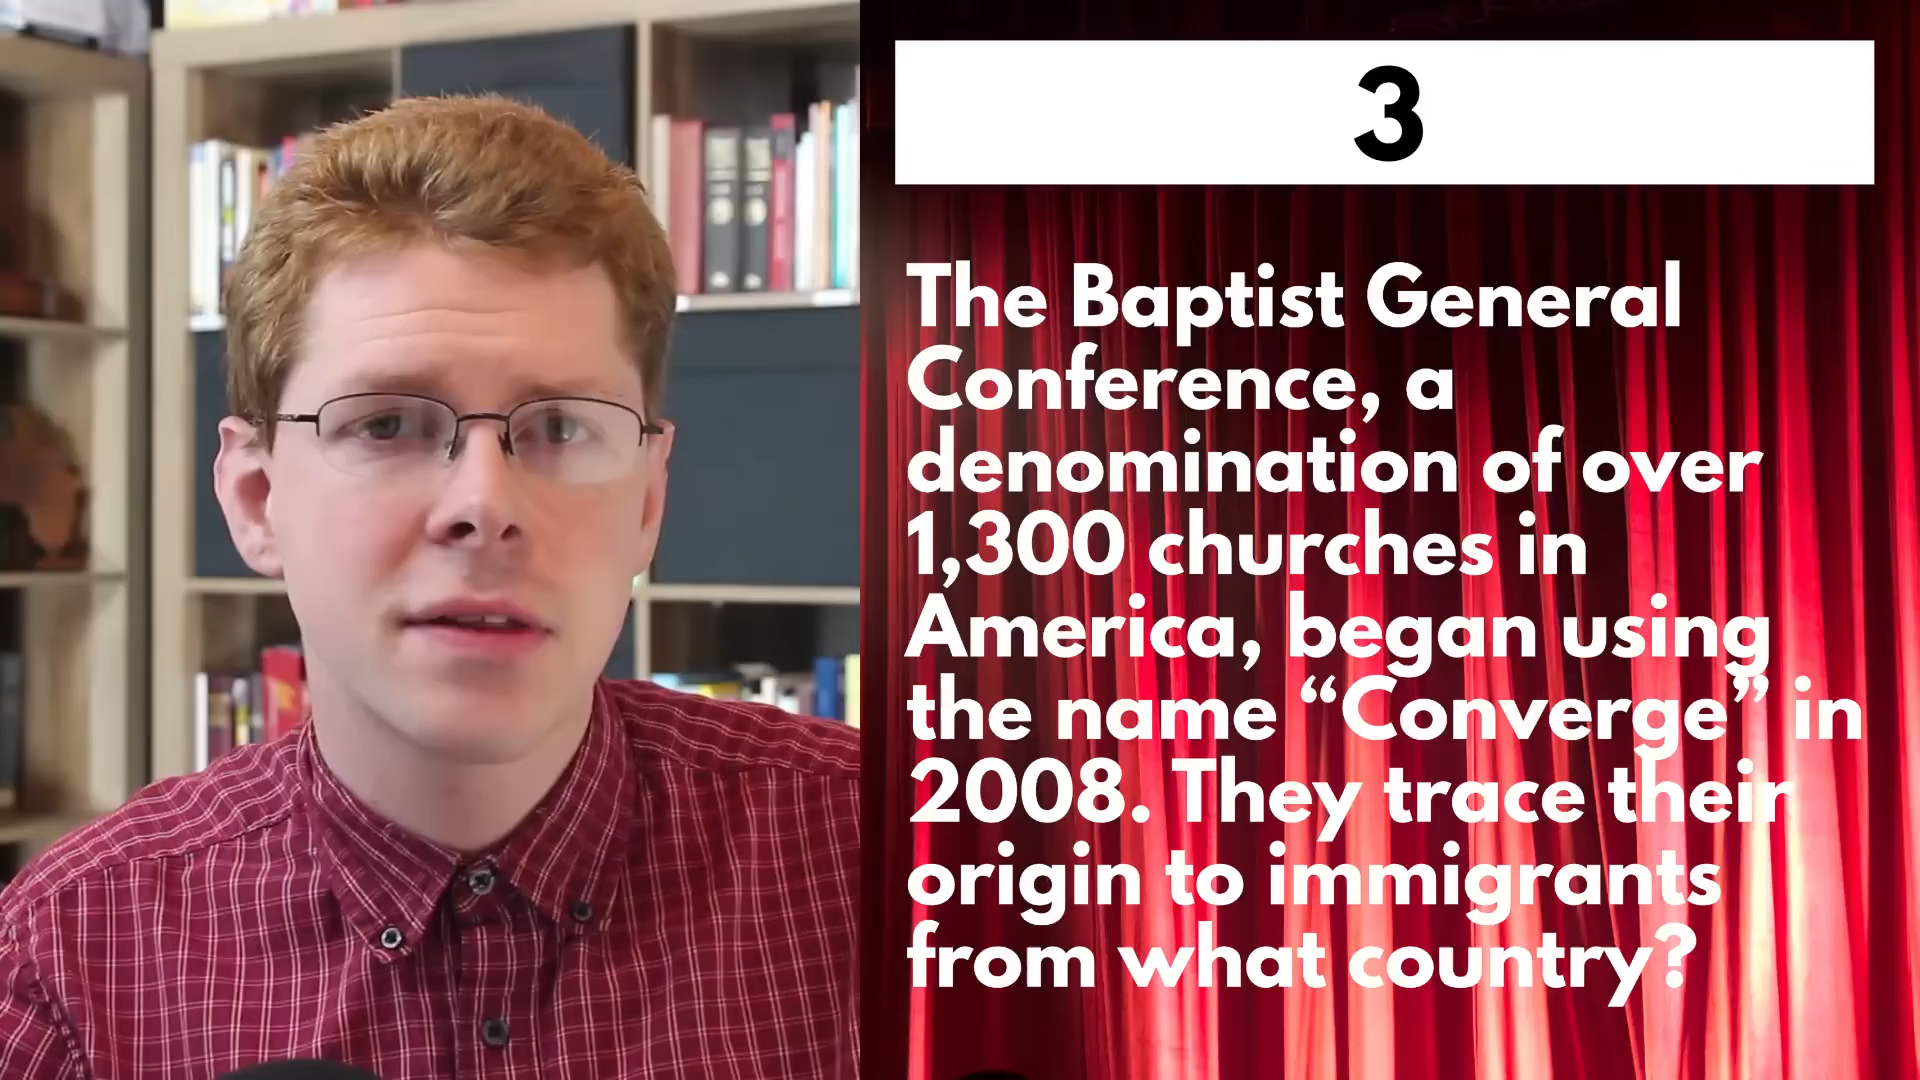 3
The Baptist General
Conference, a
denomination of over
1,300 churches in
America, began using
the name “Converge” in
2008. They trace their
origin to immigrants
from what country?